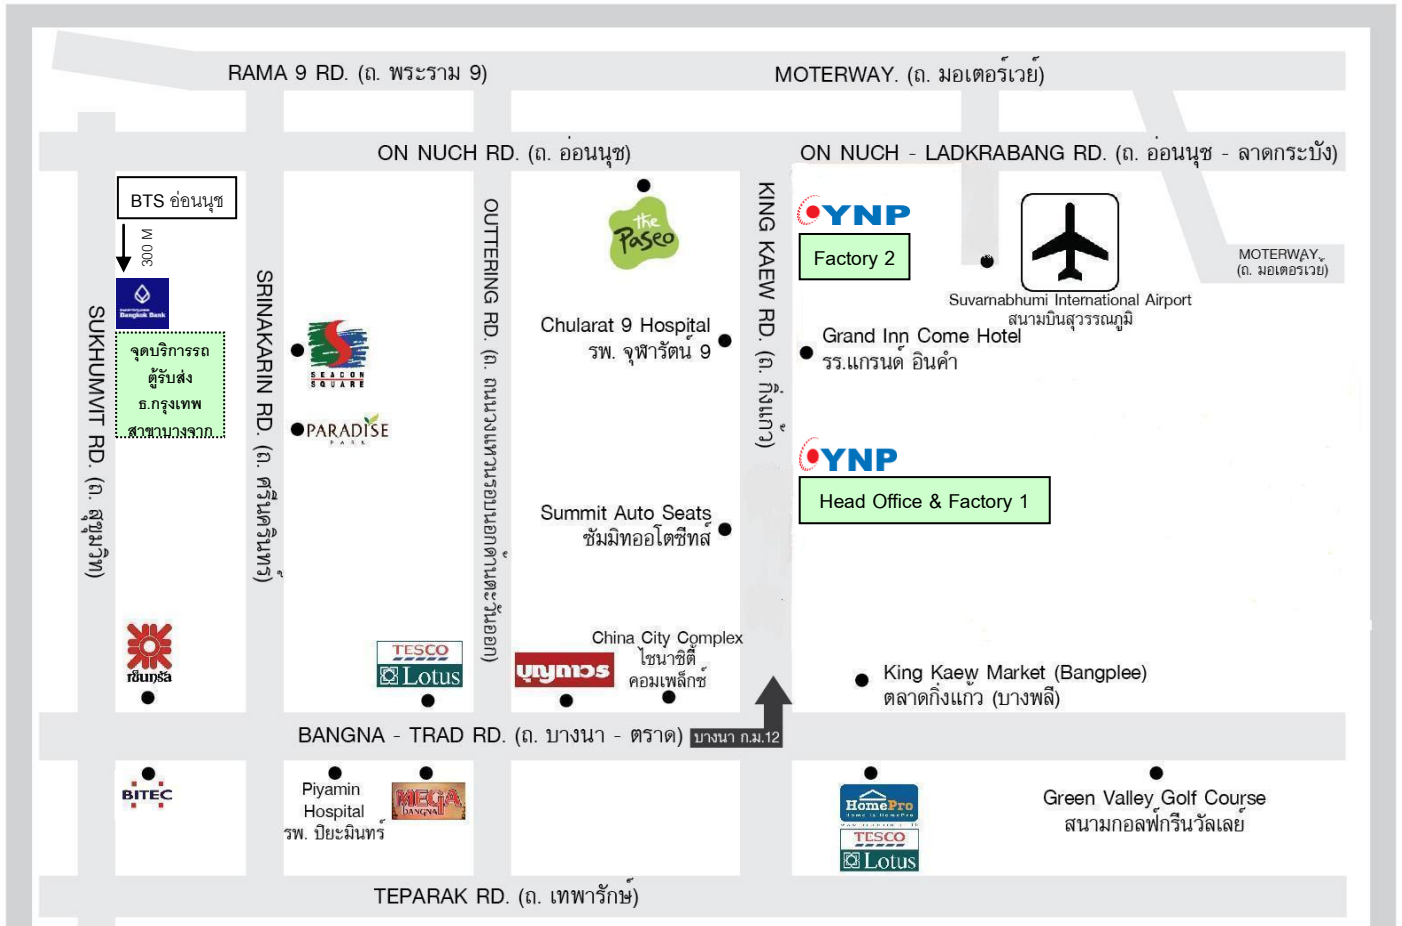 RAMA 9 RD. (ถ. พระราม 9)
MOTERWAY. (ถ. มอเตอร์เวย์)
ON NUCH RD. (ถ. อ่อนนุช)
ON NUCH - LADKRABANG RD. (ถ. อ่อนนุช - ลาดกระบัง)
BTS อ่อนนุช
300 M
Bangkok Bank
จุดบริการรถ
ตู้รับส่ง
ธ.กรุงเทพ
สาขาบางจาก
SUKHUMVIT RD. (ถ. สุขุมวิท)
SRINAKARIN RD. (ถ. ศรีนครินทร์)
SEACON
SQUARE
PARADISE
PARK
OUTTERING RD. (ถ. ถนนวงแหวนรอบนอกด้านตะวันออก)
the
Paseo
KING KAEW RD. (ถ. กิ่งแก้ว)
YNP
Factory 2
MOTERWAY.
(ถ. มอเตอร์เวย์)
Suvarnabhumi International Airport
สนามบินสุวรรณภูมิ
Chularat 9 Hospital
รพ. จุฬารัตน์ 9
Grand Inn Come Hotel
รร.แกรนด์ อินคำ
YNP
Head Office & Factory 1
Summit Auto Seats
ซัมมิทออโตซีทส์
เซ็นทรัล
TESCO
Lotus
บุญถาวร
China City Complex
ไชนาซิตี้
คอมเพล็กซ์
King Kaew Market (Bangplee)
ตลาดกิ่งแก้ว (บางพลี)
BANGNA - TRAD RD. (ถ. บางนา - ตราด)
บางนา ก.ม.12
BITEC
Piyamin
Hospital
รพ. ปิยะมินทร์
MEGA
BANGNA
HomePro
TESCO
Lotus
Green Valley Golf Course
สนามกอล์ฟกรีนวัลเลย์
TEPARAK RD. (ถ. เทพารักษ์)